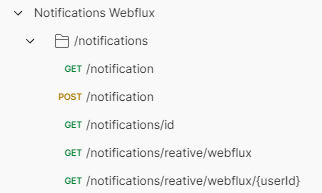 Notifications Webflux
/notifications
GET /notification
POST /notification
GET /notifications/id
GET /notifications/reative/webflux
GET /notifications/reative/webflux/{userId}